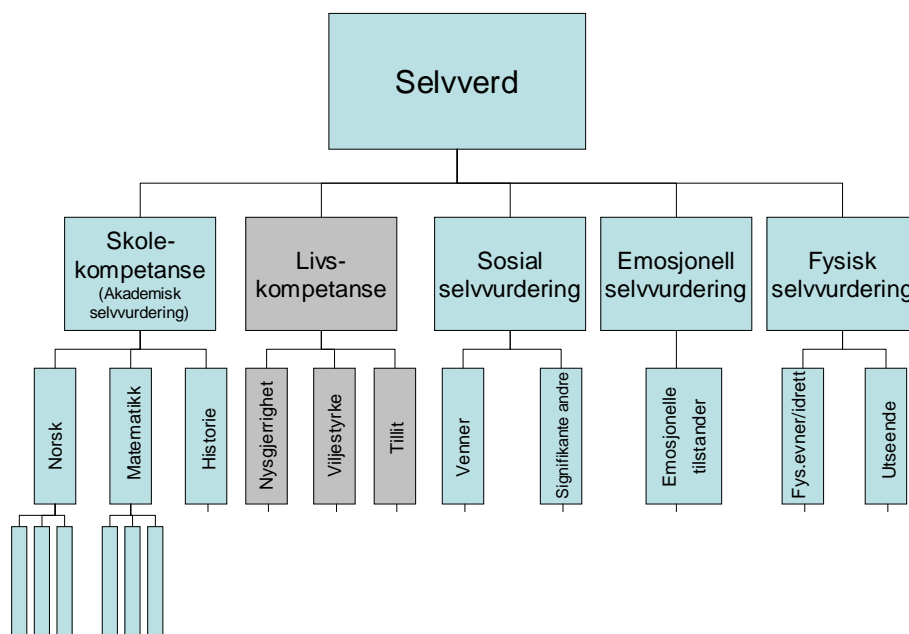 Selvverd
Skole-
kompetanse
(Akademisk
selvvurdering)
Livs-
kompetanse
Sosial
selvvurdering
Emosjonell
selvvurdering
Fysisk
selvvurdering
Norsk
Matematikk
Historie
Nysgjerrighet
Viljestyrke
Tillit
Venner
Signifikante andre
Emosjonelle
tilstander
Fys.evner/idrett
Utseende